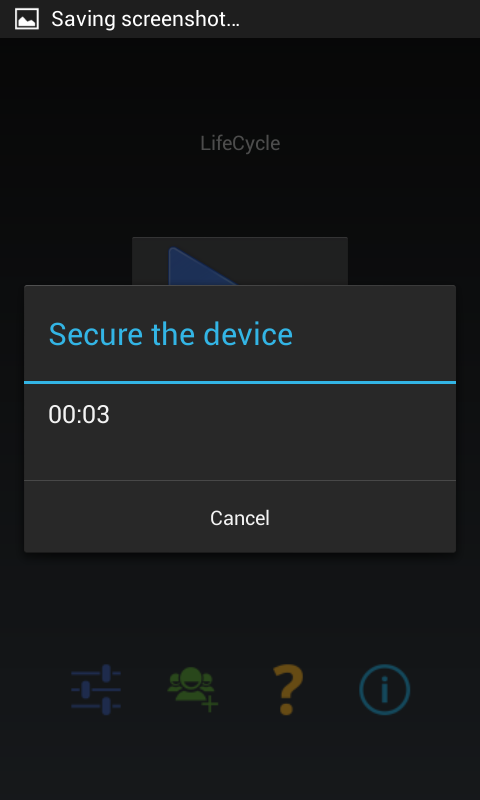 Saving screenshot...
LifeCycle
Secure the device
00:03
Cancel